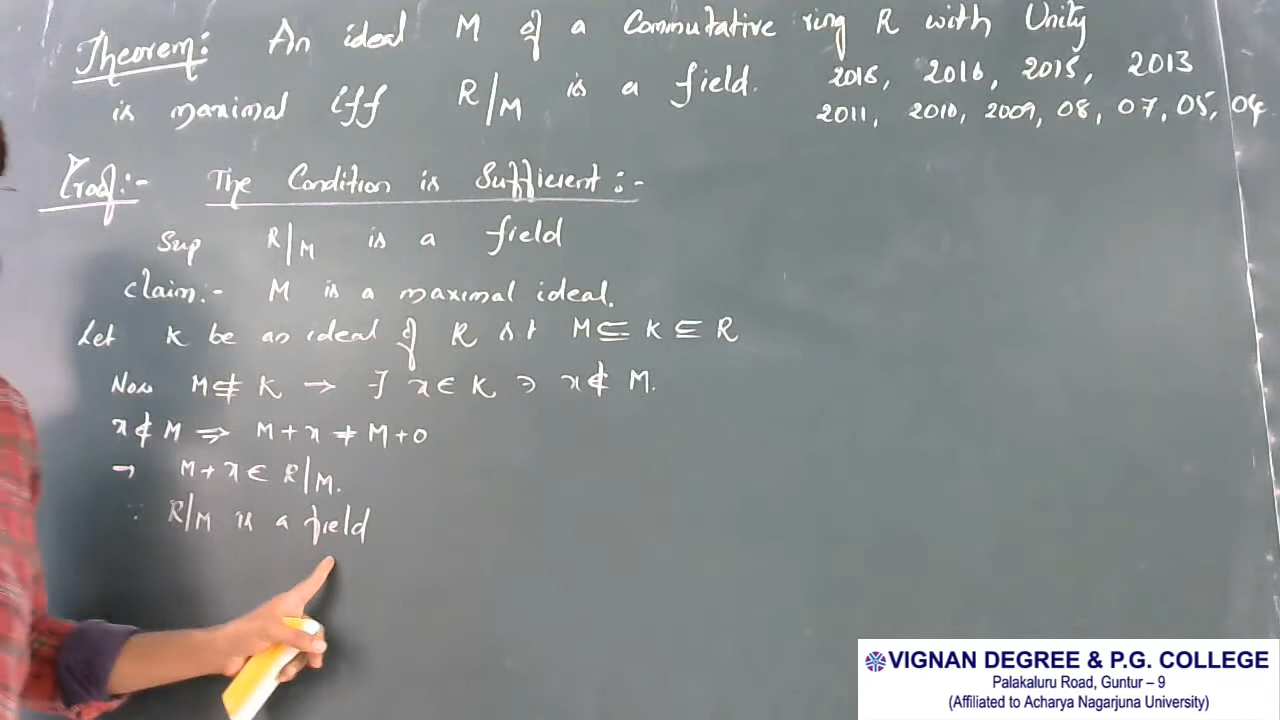 Theorem: An ideal M of a Commutative ring R with Unity
is maximal iff R/M is a field. 2018, 2016, 2015, 2013
2011, 2010, 2009, 08, 07, 05, 04
Proof:- The Condition is Sufficient:-
Sup R/M is a field
Claim:- M is a maximal ideal.
Let K be an ideal of R st M ⊆ K ⊆ R
Now M ⊄ K → ∃ x ∈ K ∋ x ∉ M.
x ∉ M ⇒ M + x ≠ M + 0
→ M + x ∈ R/M.
∵ R/M is a field
VIGNAN DEGREE & P.G. COLLEGE
Palakaluru Road, Guntur – 9
(Affiliated to Acharya Nagarjuna University)